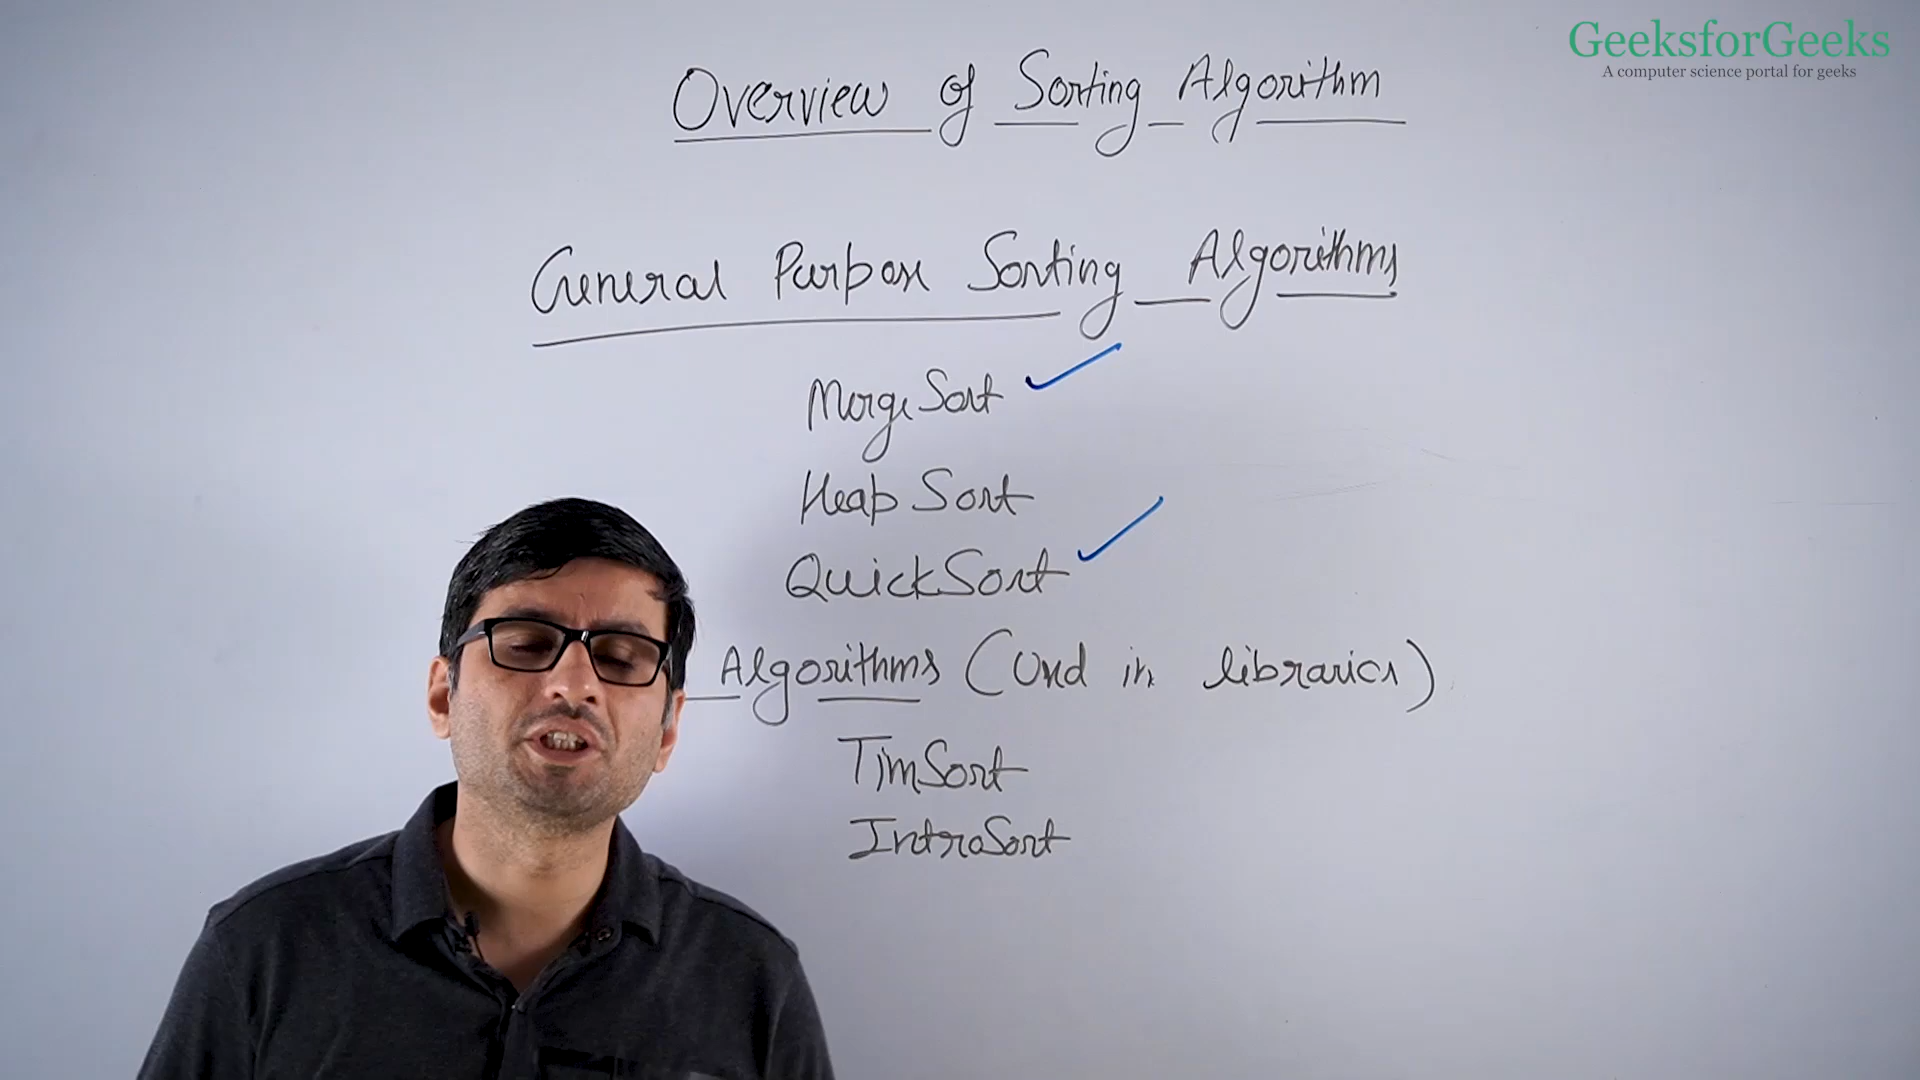 GeeksforGeeks
A computer science portal for geeks
Overview of Sorting Algorithm
General Purpose Sorting Algorithms
MergeSort
Heap Sort
QuickSort
Algorithms (Used in libraries)
TimSort
IntroSort